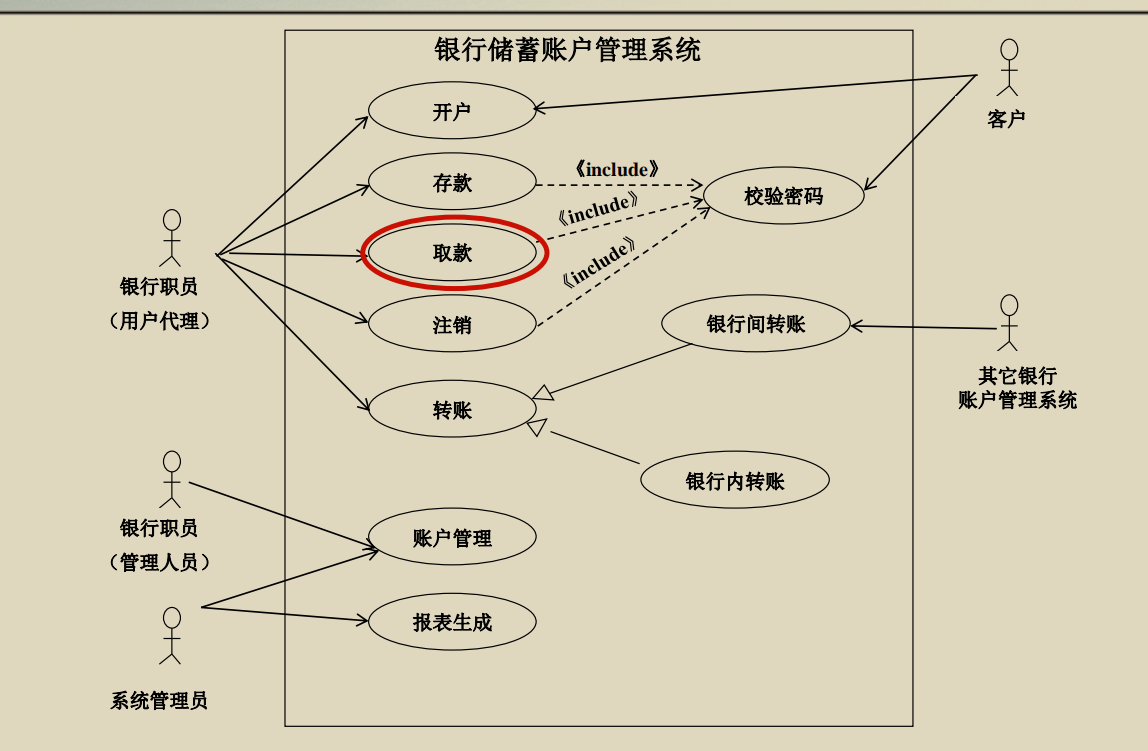 银行储蓄账户管理系统
开户
客户
存款
《include》
校验密码
《include》
取款
《include》
银行职员
（用户代理）
注销
银行间转账
其它银行
账户管理系统
转账
银行内转账
银行职员
（管理人员）
账户管理
报表生成
系统管理员